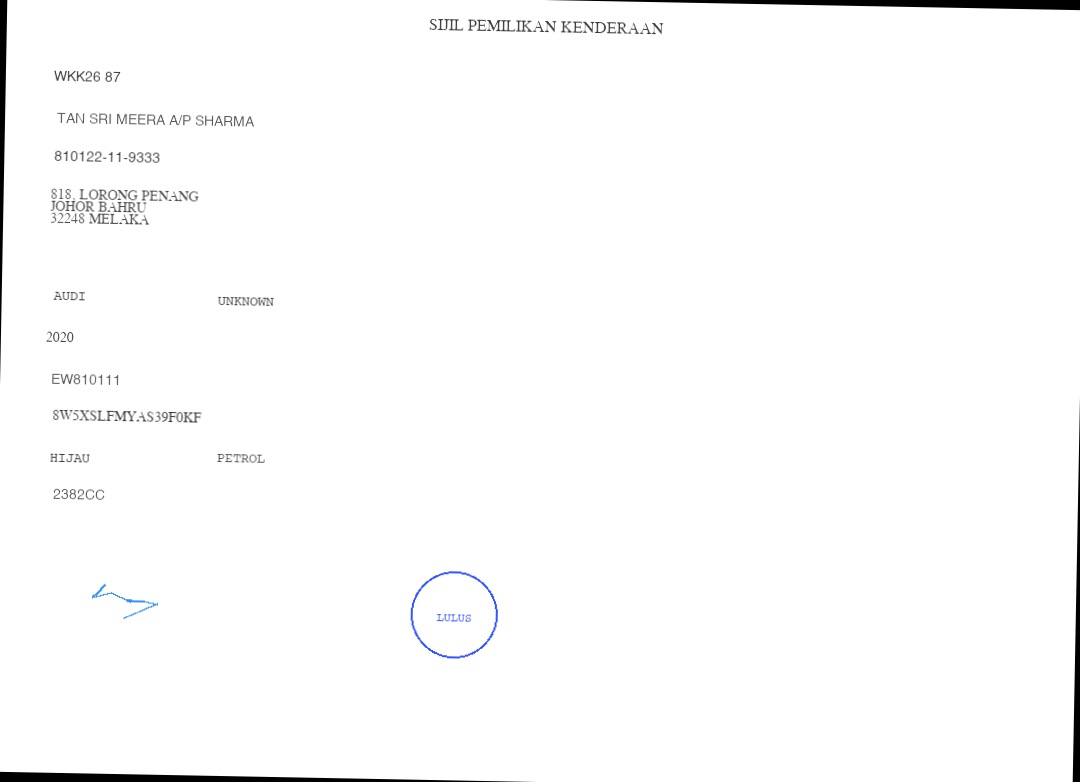 SIJIL PEMILIKAN KENDERAAN
WKK26 87
TAN SRI MEERA A/P SHARMA
810122-11-9333
818, LORONG PENANG
JOHOR BAHRU
32248 MELAKA
AUDI UNKNOWN
2020
EW810111
8W5XSLFMYAS39F0KF
HIJAU PETROL
2382CC
LULUS